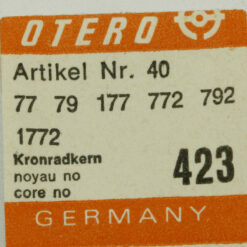 OTERO
Artikel Nr. 40
77 79 177 772 792
1772
Kronradkern
noyau no
core no
423
GERMANY